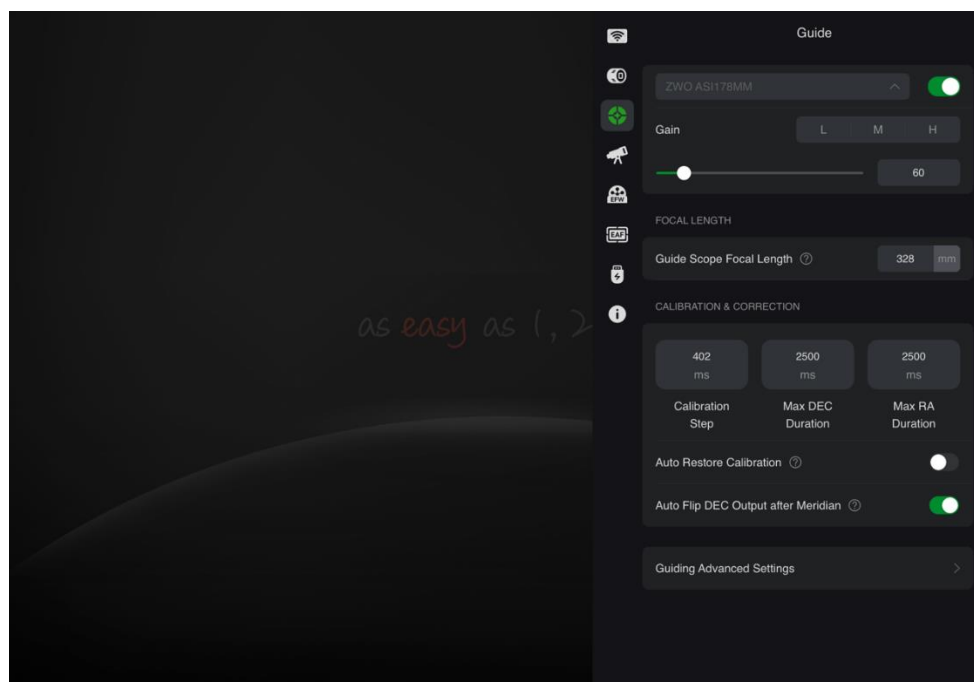 Guide
ZWO ASI178MM
Gain
L M H
60
FOCAL LENGTH
EFW
EAF
Guide Scope Focal Length ?
328 mm
CALIBRATION & CORRECTION
as easy as 1, 2
402
ms
2500
ms
2500
ms
Calibration
Step
Max DEC
Duration
Max RA
Duration
Auto Restore Calibration ?
Auto Flip DEC Output after Meridian ?
Guiding Advanced Settings